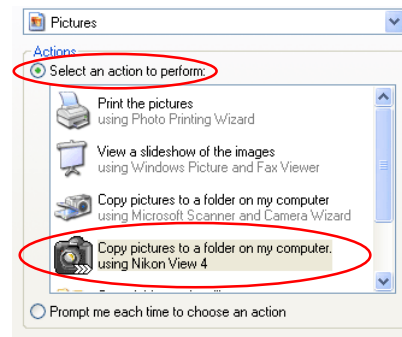 Pictures
Actions
Select an action to perform:
Print the pictures
using Photo Printing Wizard
View a slideshow of the images
using Windows Picture and Fax Viewer
Copy pictures to a folder on my computer
using Microsoft Scanner and Camera Wizard
Copy pictures to a folder on my computer.
using Nikon View 4
Prompt me each time to choose an action